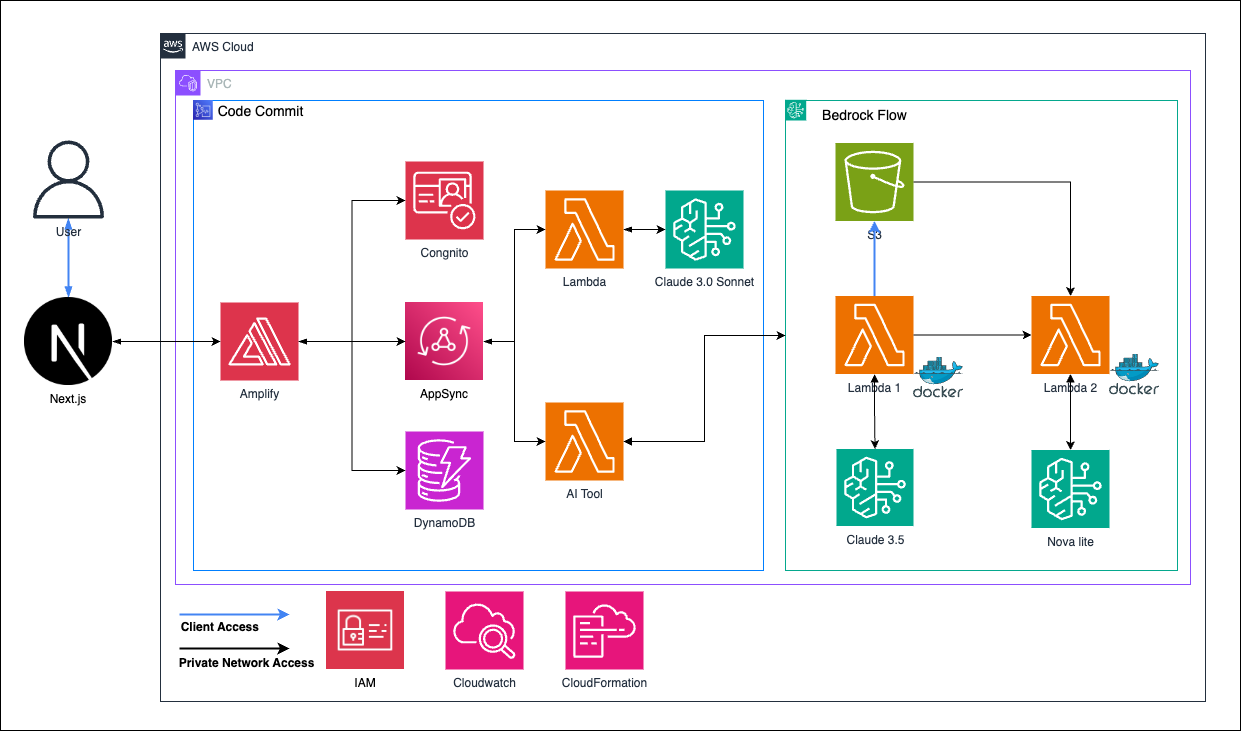 aws
AWS Cloud
VPC
Code Commit
Bedrock Flow
User
Congnito
Lambda
Claude 3.0 Sonnet
S3
N
Next.js
Amplify
AppSync
Lambda 1
docker
Lambda 2
docker
AI Tool
DynamoDB
Claude 3.5
Nova lite
Client Access
Private Network Access
IAM
Cloudwatch
CloudFormation